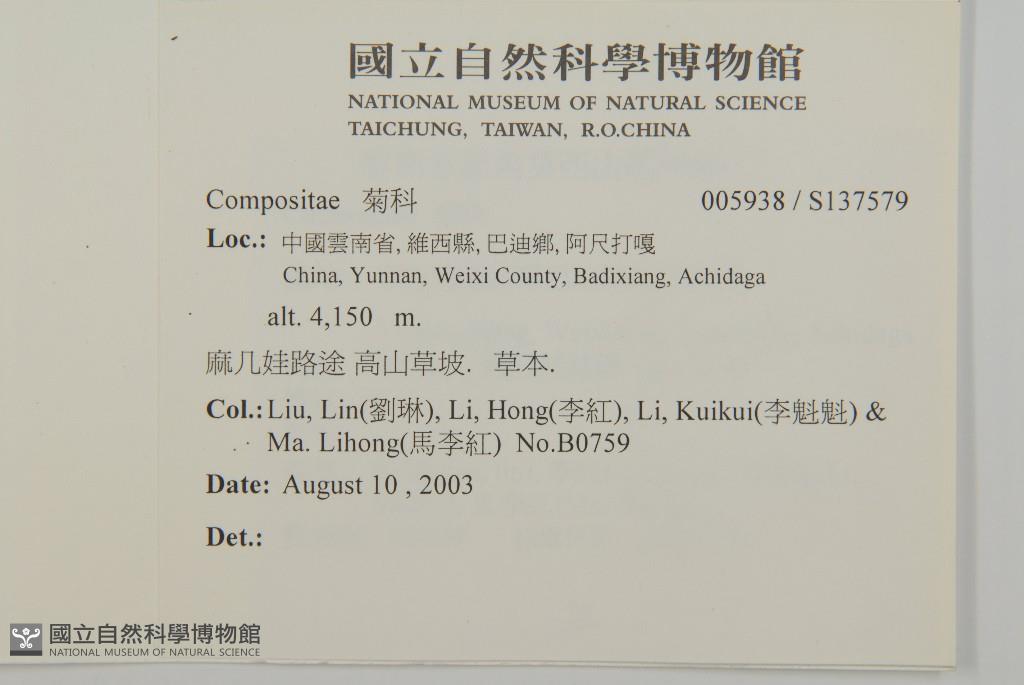 國立自然科學博物館
NATIONAL MUSEUM OF NATURAL SCIENCE
TAICHUNG, TAIWAN, R.O.CHINA
Compositae 菊科 005938 / S137579
Loc.: 中國雲南省, 維西縣, 巴迪鄉, 阿尺打嘎
China, Yunnan, Weixi County, Badixiang, Achidaga
alt. 4,150 m.
麻几娃路途 高山草坡. 草本.
Col.: Liu, Lin(劉琳), Li, Hong(李紅), Li, Kuikui(李魁魁) &
Ma. Lihong(馬李紅) No.B0759
Date: August 10 , 2003
Det.:
國立自然科學博物館
NATIONAL MUSEUM OF NATURAL SCIENCE